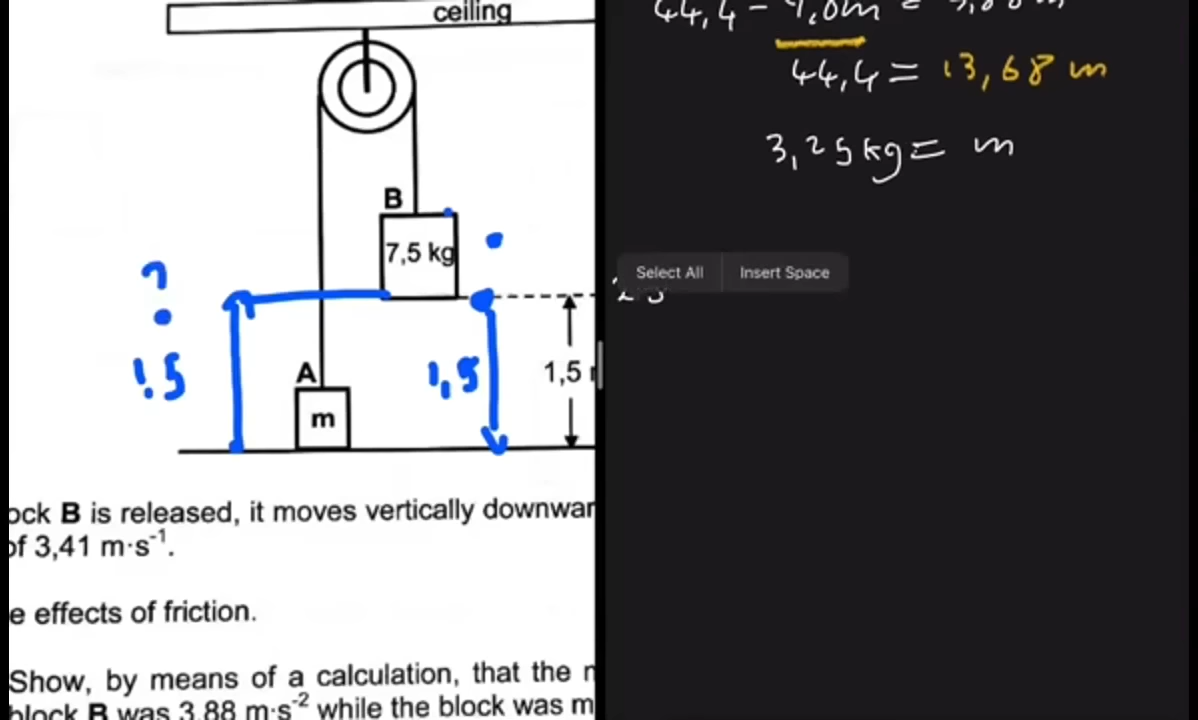 ceiling
B
7,5 kg
?
1.5
A
1,5
1,5
m
ock B is released, it moves vertically downwar
of 3,41 m·s⁻¹.
e effects of friction.
Show, by means of a calculation, that the
block B was 3,88 m·s⁻² while the block was m
44,4 = 13,68 m
3,25kg = m
Select All
Insert Space